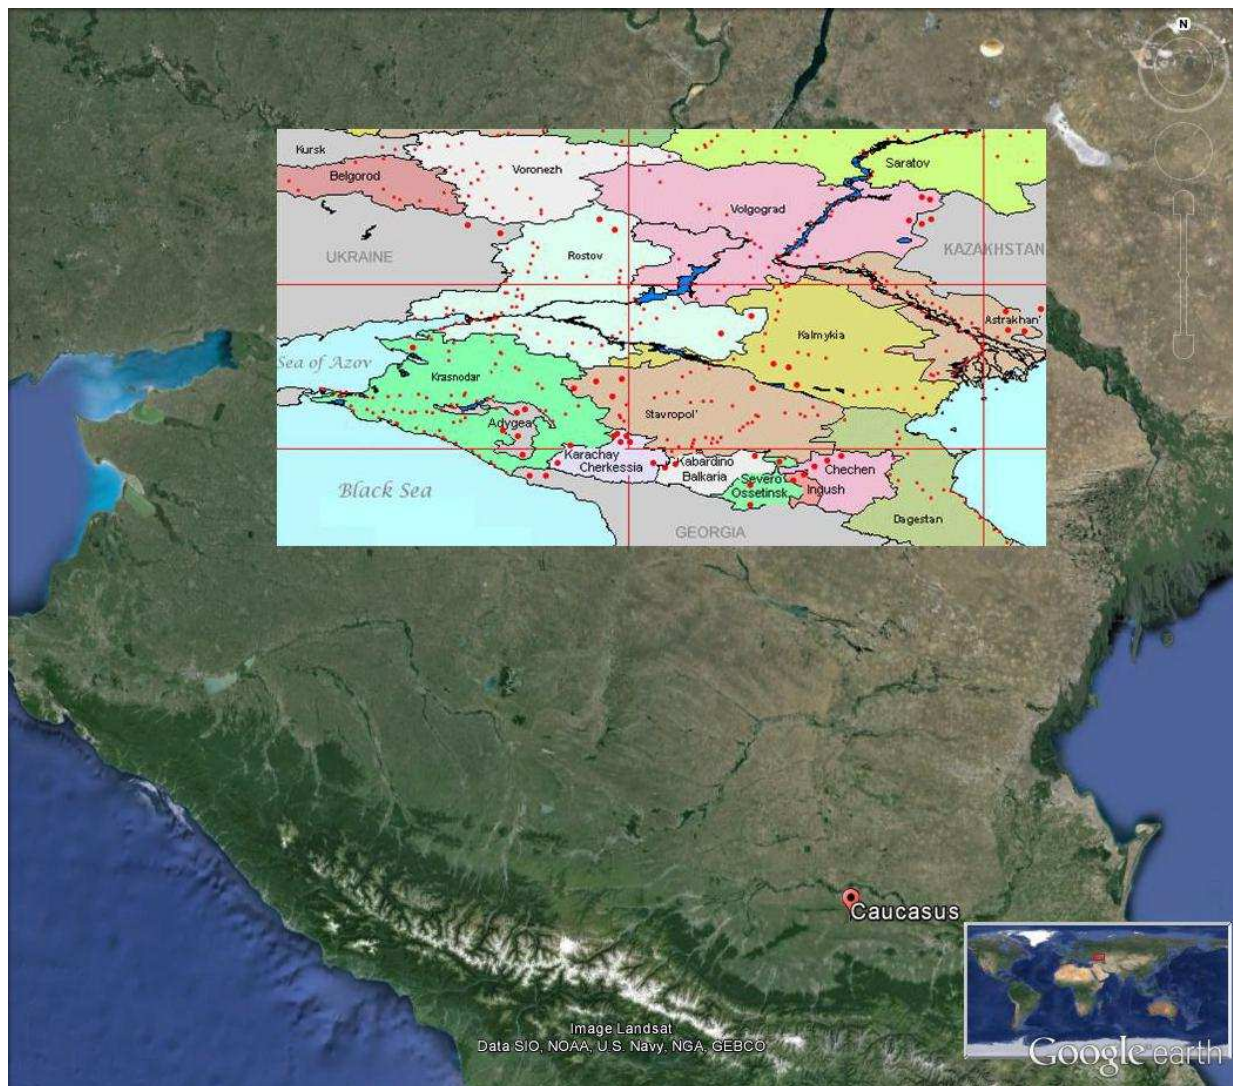 N
Kursk
Voronezh
Saratov
Belgorod
Volgograd
UKRAINE
KAZAKHSTAN
Rostov
Astrakhan'
Kalmykia
Sea of Azov
Krasnodar
Stavropol'
Adygea
Karachay
Cherkessia
Kabardino
Balkaria
Chechen
Severo
Ossetinsk
Ingush
Black Sea
Dagestan
GEORGIA
Caucasus
Image Landsat
Data SIO, NOAA, U.S. Navy, NGA, GEBCO
Google earth